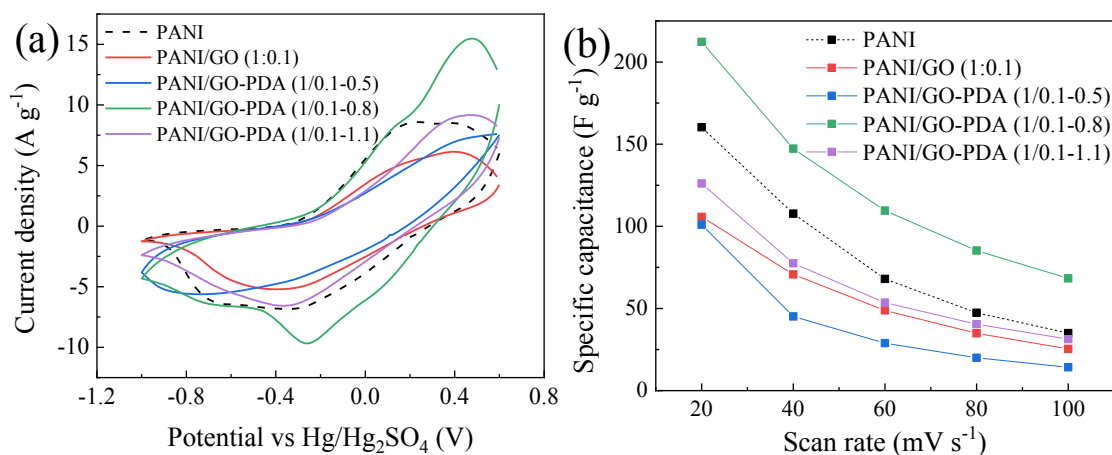 (a)
PANI
PANI/GO (1:0.1)
PANI/GO-PDA (1/0.1-0.5)
PANI/GO-PDA (1/0.1-0.8)
PANI/GO-PDA (1/0.1-1.1)
15
10
5
0
-5
-10
Current density (A g⁻¹)
-1.2 -0.8 -0.4 0.0 0.4 0.8
Potential vs Hg/Hg₂SO₄ (V)
(b)
PANI
PANI/GO (1:0.1)
PANI/GO-PDA (1/0.1-0.5)
PANI/GO-PDA (1/0.1-0.8)
PANI/GO-PDA (1/0.1-1.1)
200
150
100
50
0
Specific capacitance (F g⁻¹)
20 40 60 80 100
Scan rate (mV s⁻¹)